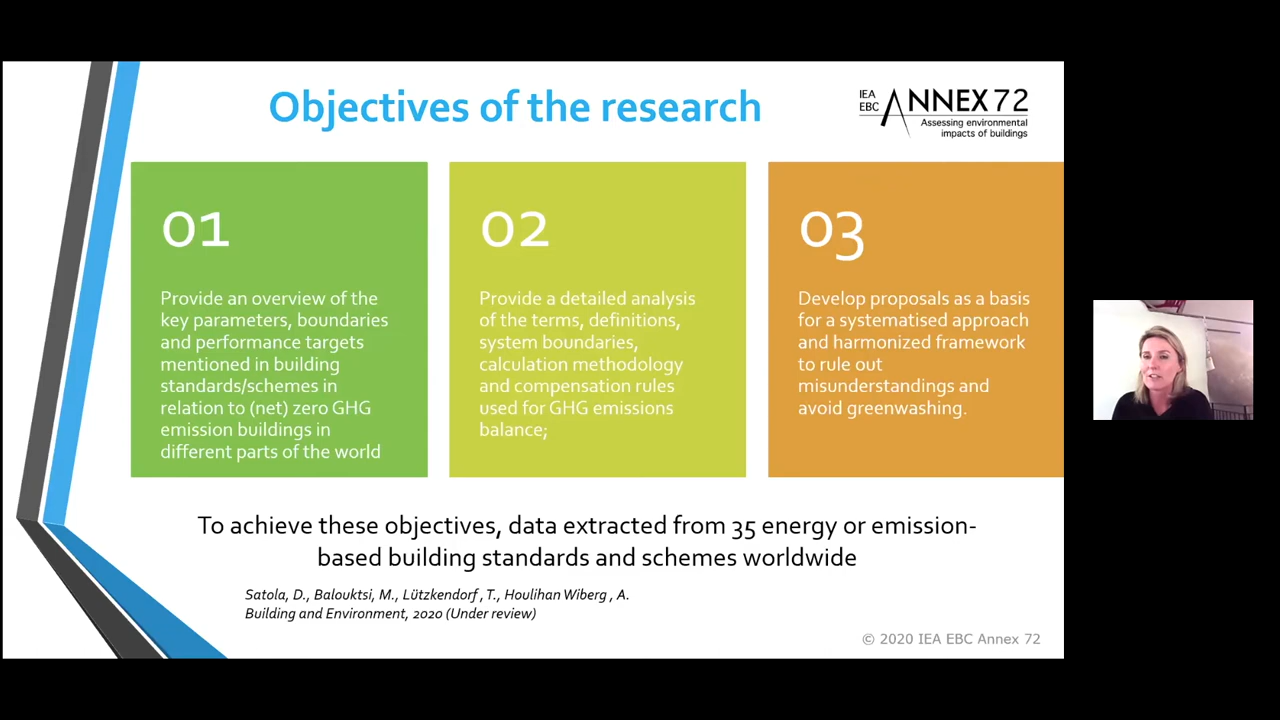 Objectives of the research
IEA
EBC
ANNEX 72
Assessing environmental
impacts of buildings
01
Provide an overview of the
key parameters, boundaries
and performance targets
mentioned in building
standards/schemes in
relation to (net) zero GHG
emission buildings in
different parts of the world
02
Provide a detailed analysis
of the terms, definitions,
system boundaries,
calculation methodology
and compensation rules
used for GHG emissions
balance;
03
Develop proposals as a basis
for a systematised approach
and harmonized framework
to rule out
misunderstandings and
avoid greenwashing.
To achieve these objectives, data extracted from 35 energy or emission-
based building standards and schemes worldwide
Satola, D., Balouktsi, M., Lützkendorf , T., Houlihan Wiberg , A.
Building and Environment, 2020 (Under review)
© 2020 IEA EBC Annex 72